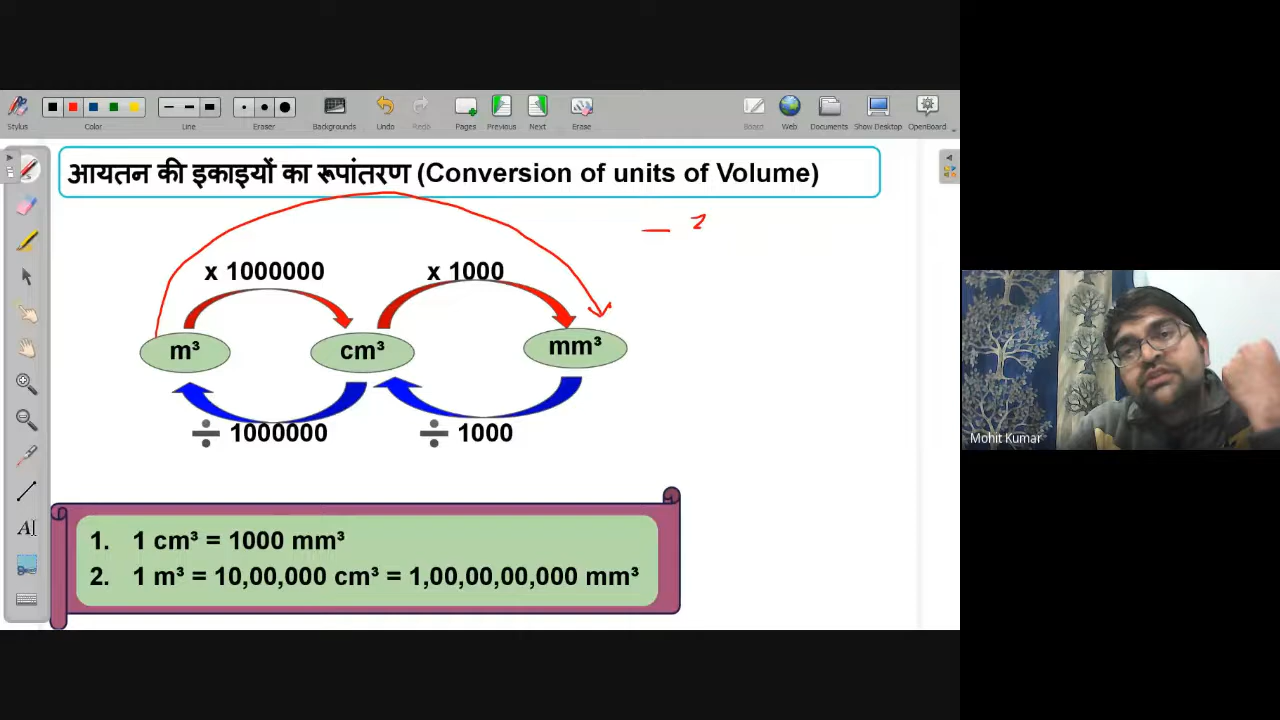 Stylus Color Line Eraser Backgrounds Undo Redo Pages Previous Next Erase Board Web Documents Show Desktop OpenBoard
आयतन की इकाइयों का रूपांतरण (Conversion of units of Volume)
x 1000000 x 1000
m³ cm³ mm³
÷ 1000000 ÷ 1000
Mohit Kumar
1. 1 cm³ = 1000 mm³
2. 1 m³ = 10,00,000 cm³ = 1,00,00,00,000 mm³